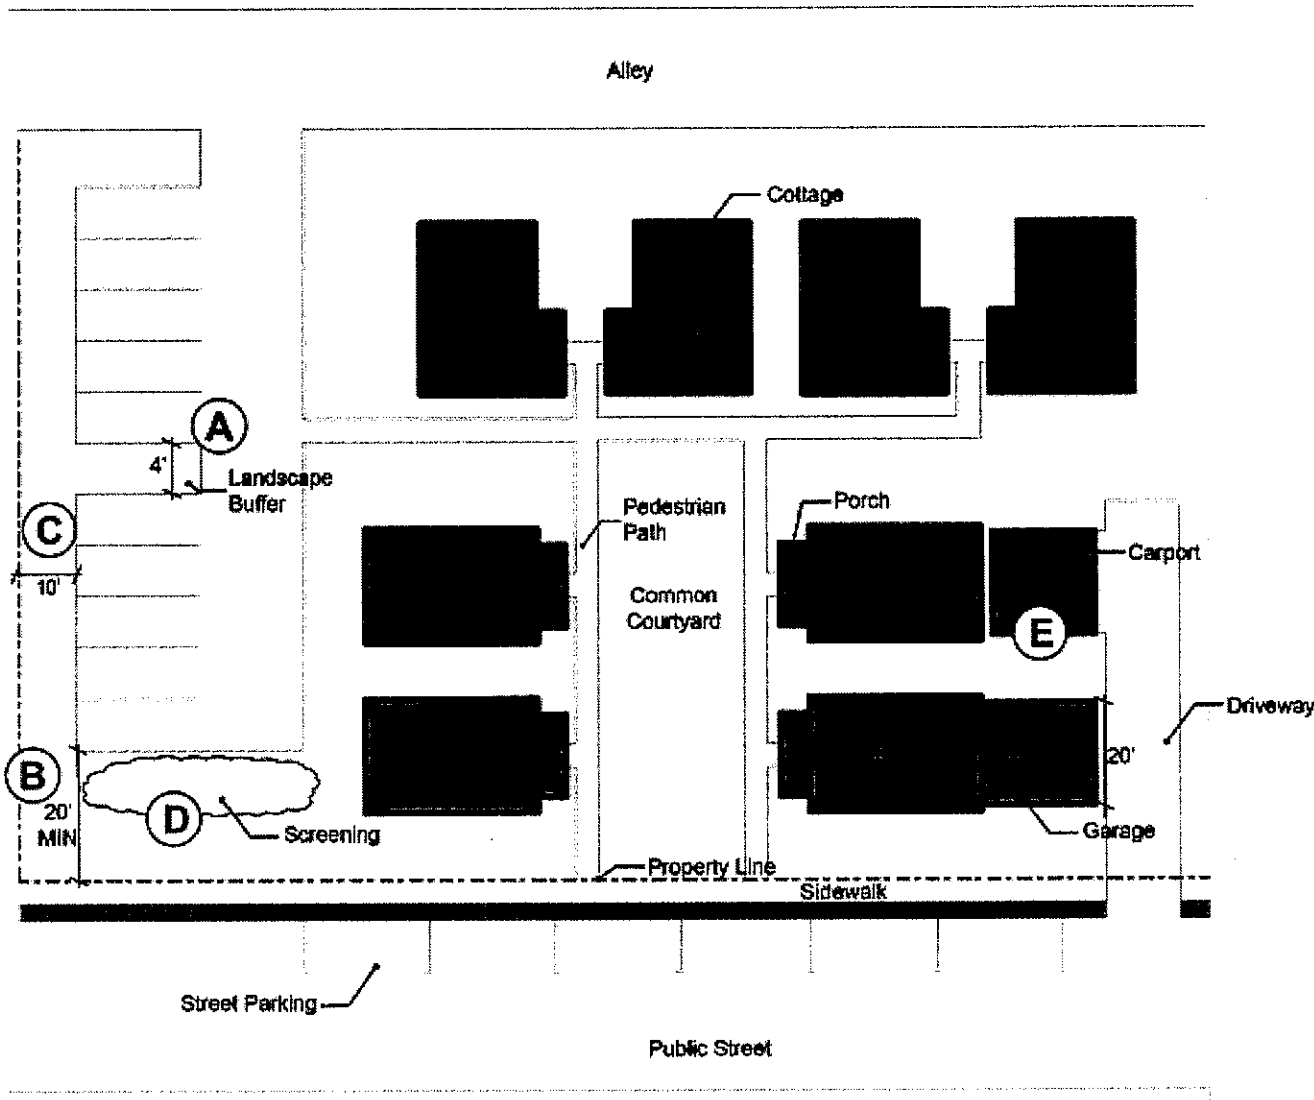 Alley
Cottage
A
4'
Landscape
Buffer
C
10'
Pedestrian
Path
Porch
Carport
Common
Courtyard
E
Driveway
20'
B
20'
MIN
D
Screening
Garage
Property Line
Sidewalk
Street Parking
Public Street